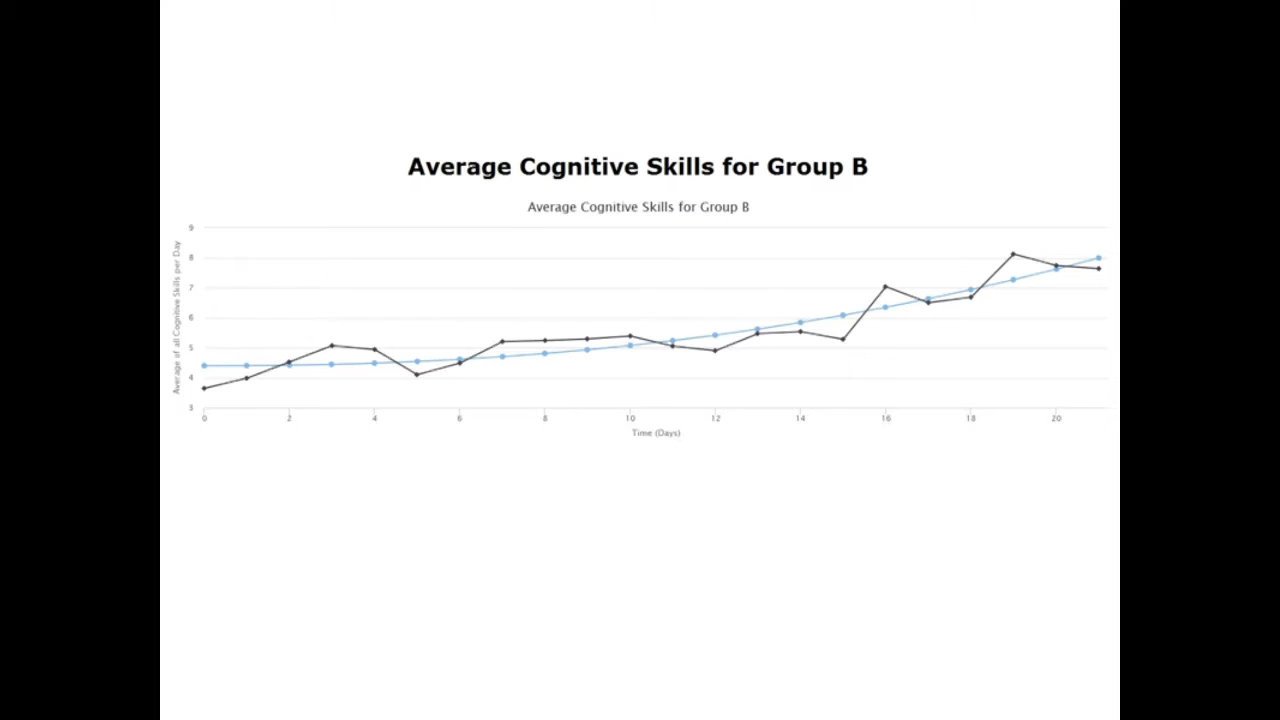 Average Cognitive Skills for Group B
Average Cognitive Skills for Group B
Average of all Cognitive Skills per Day
9
8
7
6
5
4
3
0 2 4 6 8 10 12 14 16 18 20
Time (Days)